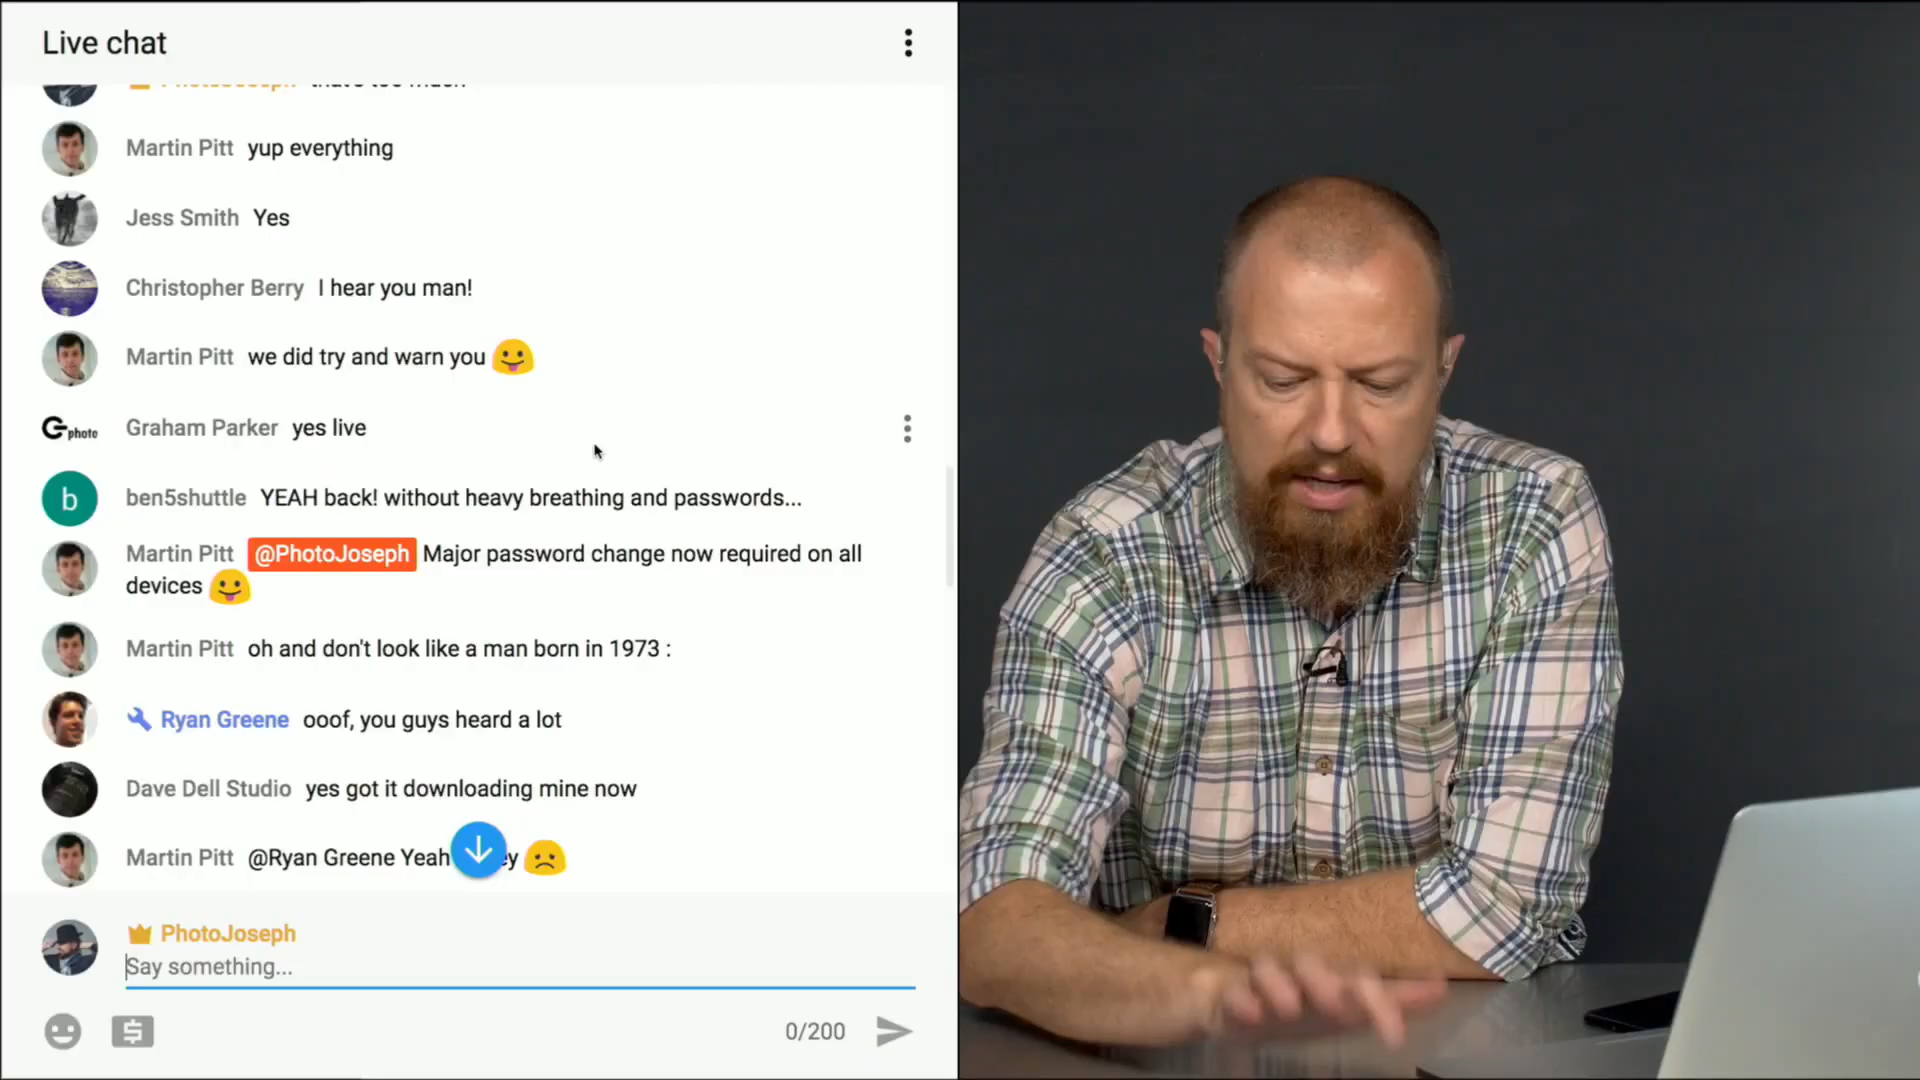 Live chat
PhotoJoseph that's too much
Martin Pitt yup everything
Jess Smith Yes
Christopher Berry I hear you man!
Martin Pitt we did try and warn you 😛
G photo Graham Parker yes live
b ben5shuttle YEAH back! without heavy breathing and passwords...
Martin Pitt @PhotoJoseph Major password change now required on all
devices 😛
Martin Pitt oh and don't look like a man born in 1973 :
Ryan Greene ooof, you guys heard a lot
Dave Dell Studio yes got it downloading mine now
Martin Pitt @Ryan Greene Yeah 🙁
PhotoJoseph
Say something...
$ 0/200